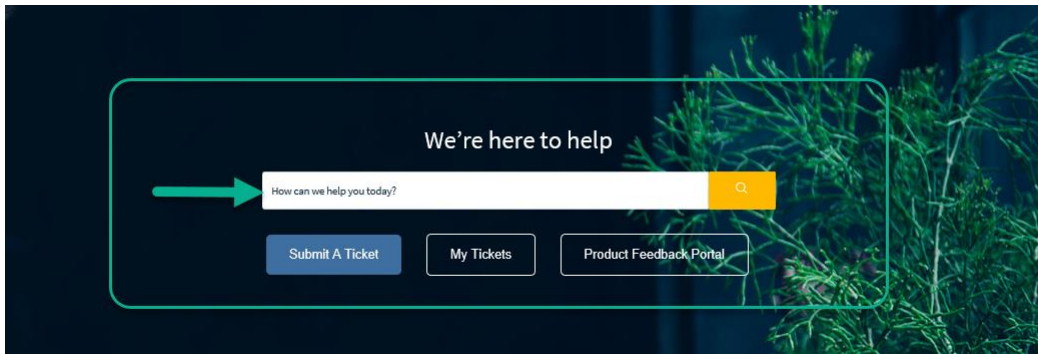 We're here to help
How can we help you today?
Submit A Ticket
My Tickets
Product Feedback Portal